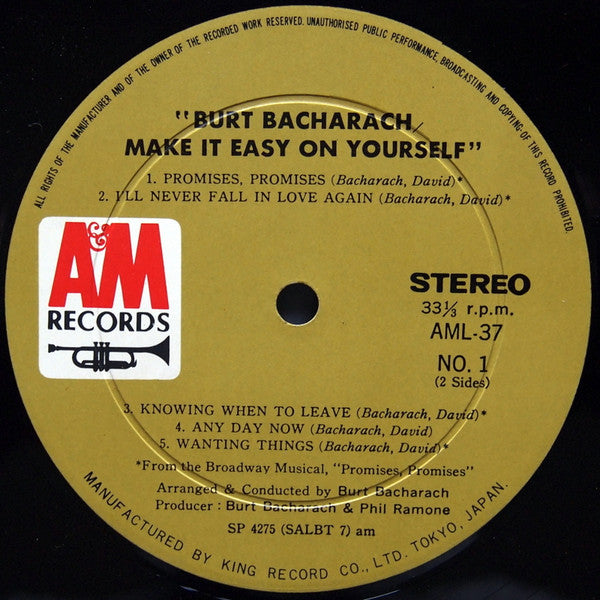 ALL RIGHTS OF THE MANUFACTURER AND OF THE OWNER OF THE RECORDED WORK RESERVED. UNAUTHORISED PUBLIC PERFORMANCE, BROADCASTING AND COPYING OF THIS RECORD PROHIBITED.
"BURT BACHARACH/
MAKE IT EASY ON YOURSELF"
1. PROMISES, PROMISES (Bacharach, David)*
2. I'LL NEVER FALL IN LOVE AGAIN (Bacharach, David)*
A&M
RECORDS
STEREO
33⅓ r.p.m.
AML-37
NO. 1
(2 Sides)
3. KNOWING WHEN TO LEAVE (Bacharach, David)*
4. ANY DAY NOW (Bacharach, David)
5. WANTING THINGS (Bacharach, David)*
*From the Broadway Musical, "Promises, Promises"
Arranged & Conducted by Burt Bacharach
Producer : Burt Bacharach & Phil Ramone
SP 4275 (SALBT 7) am
MANUFACTURED BY KING RECORD CO., LTD. TOKYO, JAPAN.